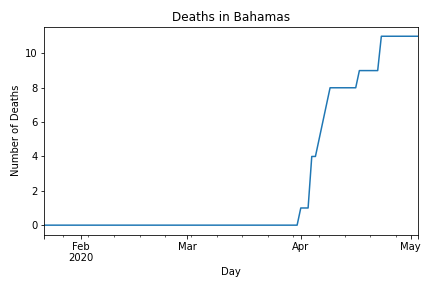 Deaths in Bahamas
Number of Deaths
10
8
6
4
2
0
Feb
2020
Mar
Apr
May
Day